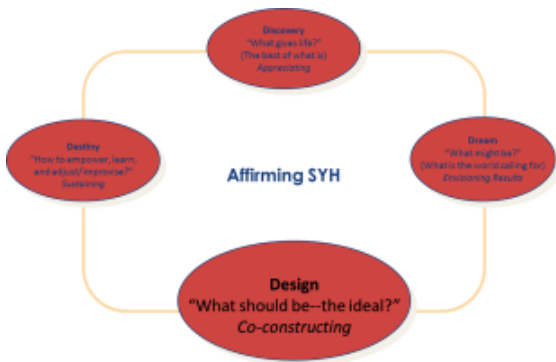 Discovery
"What gives life?"
(The best of what is)
Appreciating
Destiny
"How to empower, learn,
and adjust/improvise?"
Sustaining
Affirming SYH
Dream
"What might be?"
(What is the world calling for)
Envisioning Results
Design
"What should be--the ideal?"
Co-constructing